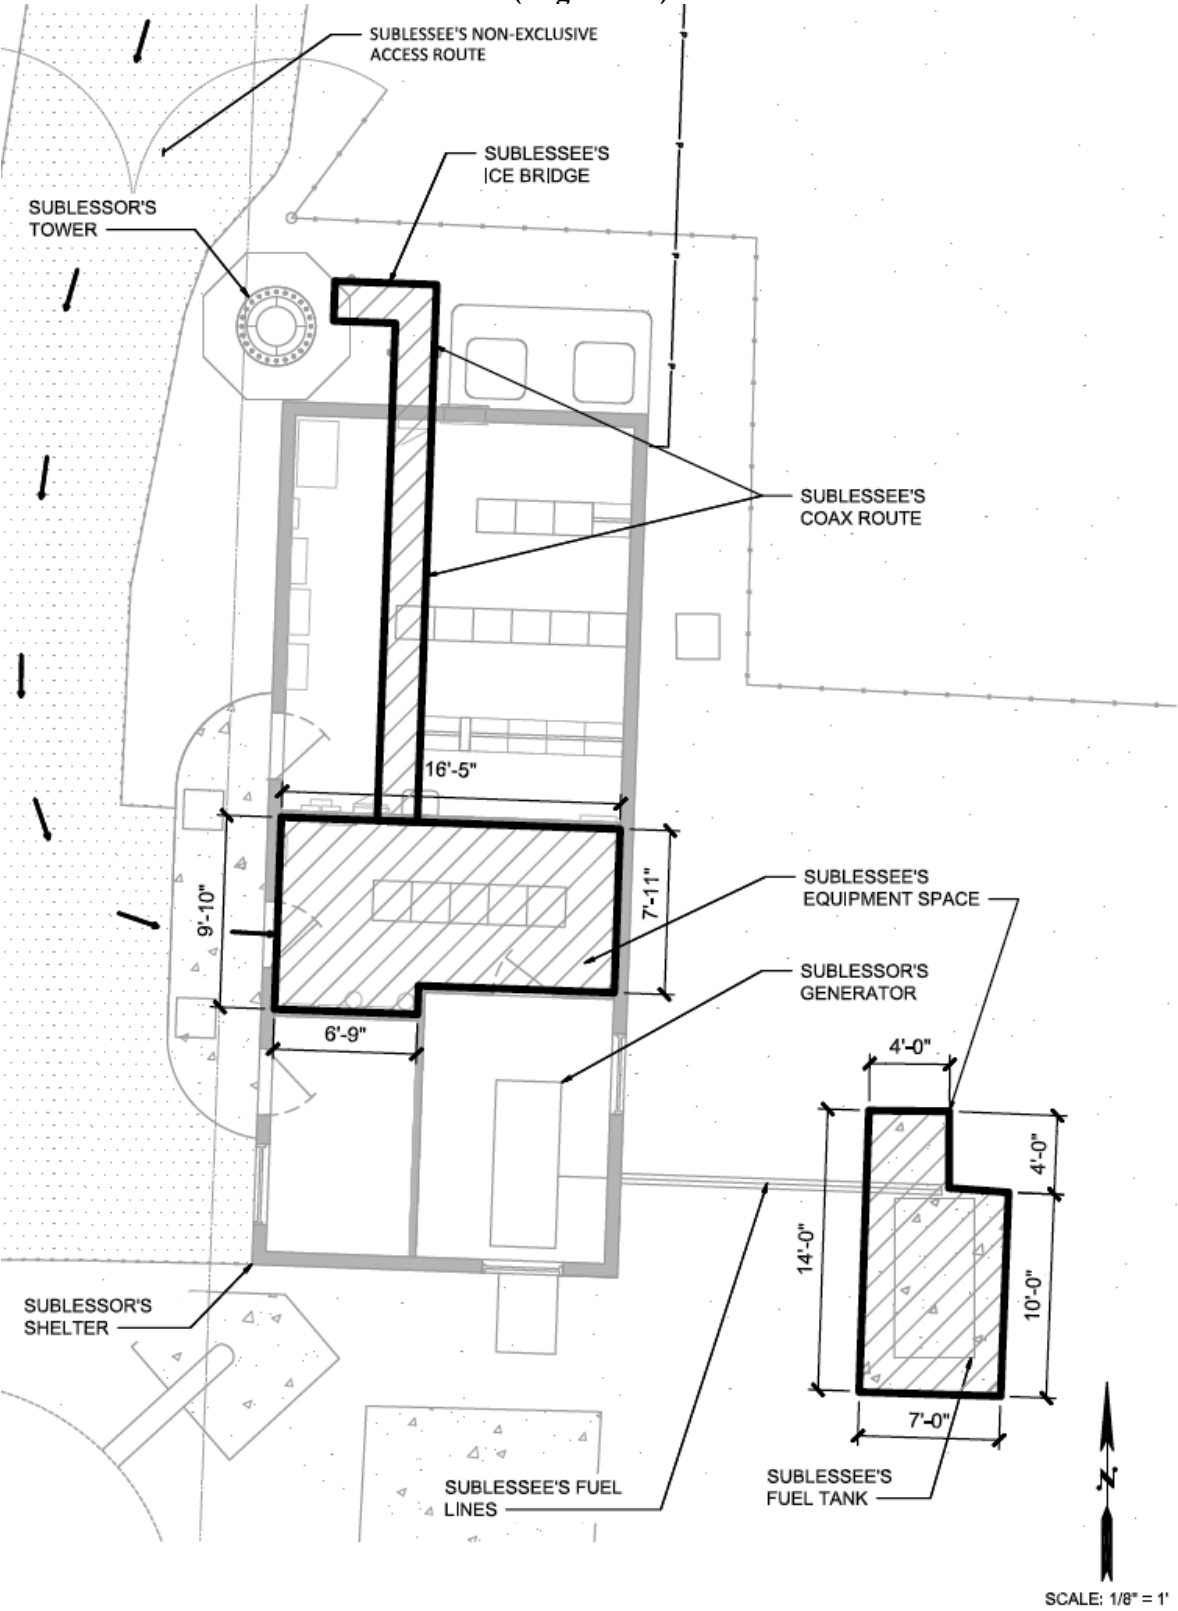 SUBLESSEE'S NON-EXCLUSIVE
ACCESS ROUTE
SUBLESSEE'S
ICE BRIDGE
SUBLESSOR'S
TOWER
P
P
P
P
SUBLESSEE'S
COAX ROUTE
16'-5"
9'-10"
7'-11"
SUBLESSEE'S
EQUIPMENT SPACE
SUBLESSOR'S
GENERATOR
6'-9"
4'-0"
4'-0"
14'-0"
10'-0"
SUBLESSOR'S
SHELTER
7'-0"
SUBLESSEE'S FUEL
LINES
SUBLESSEE'S
FUEL TANK
N
SCALE: 1/8" = 1'